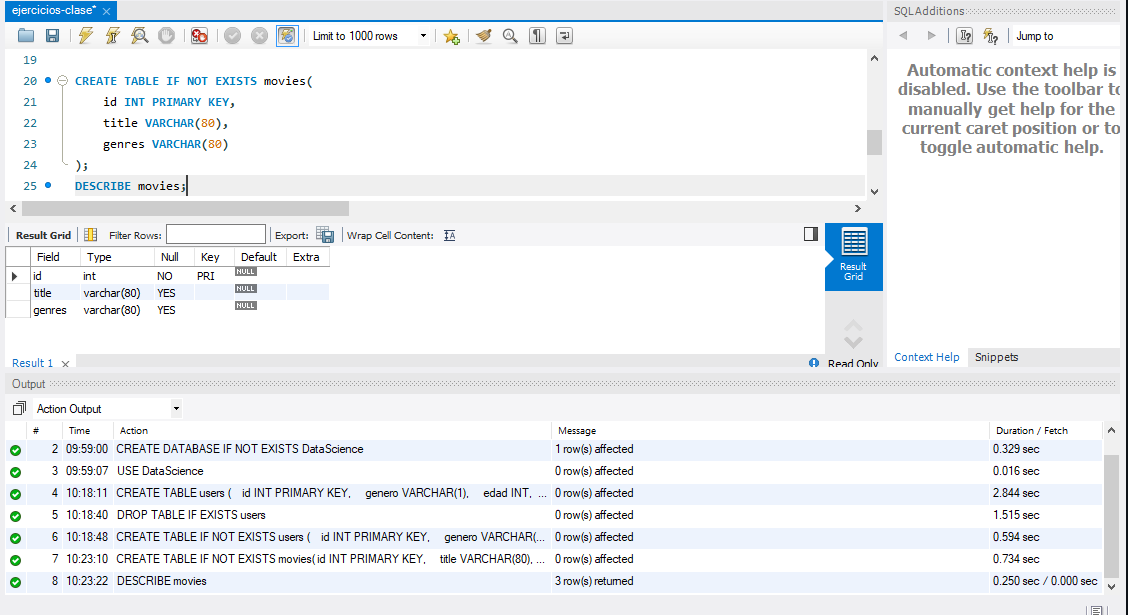 ejercicios-clase*
SQLAdditions
Limit to 1000 rows
Jump to
19
20 CREATE TABLE IF NOT EXISTS movies(
21 id INT PRIMARY KEY,
22 title VARCHAR(80),
23 genres VARCHAR(80)
24 );
25 DESCRIBE movies;
Automatic context help is
disabled. Use the toolbar to
manually get help for the
current caret position or to
toggle automatic help.
Result Grid Filter Rows: Export: Wrap Cell Content:
Field Type Null Key Default Extra
id int NO PRI NULL
title varchar(80) YES NULL
genres varchar(80) YES NULL
Result
Grid
Result 1
Read Only
Context Help Snippets
Output
Action Output
# Time Action Message Duration / Fetch
2 09:59:00 CREATE DATABASE IF NOT EXISTS DataScience 1 row(s) affected 0.329 sec
3 09:59:07 USE DataScience 0 row(s) affected 0.016 sec
4 10:18:11 CREATE TABLE users ( id INT PRIMARY KEY, genero VARCHAR(1), edad INT, ... 0 row(s) affected 2.844 sec
5 10:18:40 DROP TABLE IF EXISTS users 0 row(s) affected 1.515 sec
6 10:18:48 CREATE TABLE IF NOT EXISTS users ( id INT PRIMARY KEY, genero VARCHAR(... 0 row(s) affected 0.594 sec
7 10:23:10 CREATE TABLE IF NOT EXISTS movies( id INT PRIMARY KEY, title VARCHAR(80), ... 0 row(s) affected 0.734 sec
8 10:23:22 DESCRIBE movies 3 row(s) returned 0.250 sec / 0.000 sec